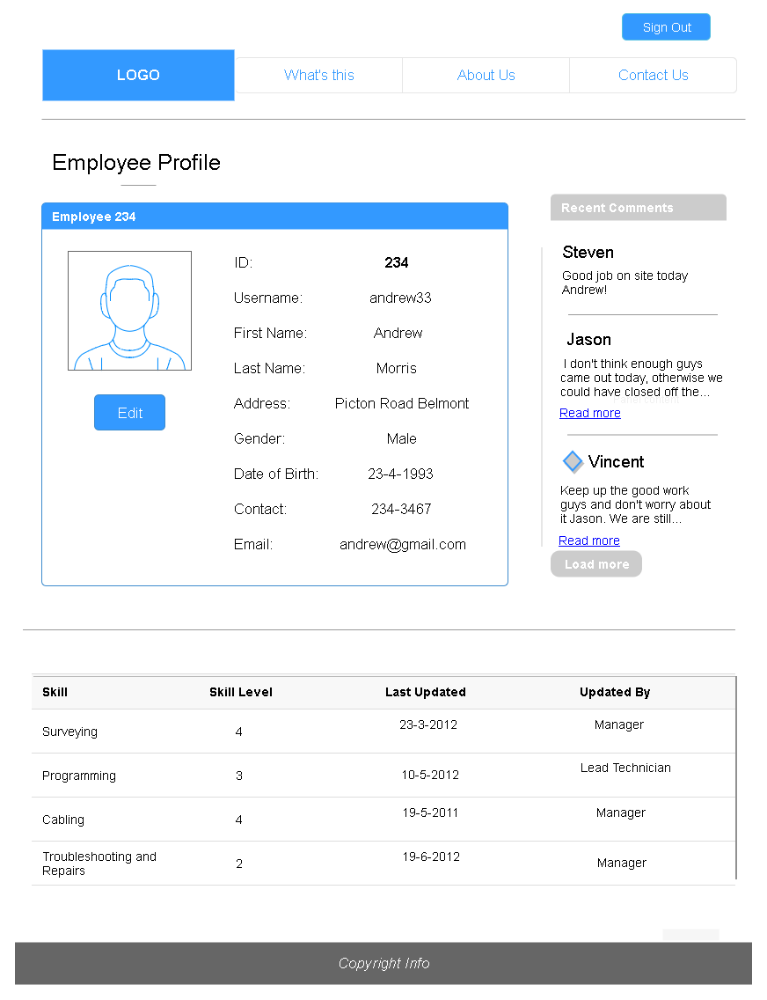 Sign Out
LOGO What's this About Us Contact Us
Employee Profile
Employee 234
ID: 234
Username: andrew33
First Name: Andrew
Last Name: Morris
Address: Picton Road Belmont
Gender: Male
Date of Birth: 23-4-1993
Contact: 234-3467
Email: andrew@gmail.com
Edit
Recent Comments
Steven
Good job on site today
Andrew!
Jason
I don't think enough guys
came out today, otherwise we
could have closed off the...
Read more
Vincent
Keep up the good work
guys and don't worry about
it Jason. We are still...
Read more
Load more
Skill Skill Level Last Updated Updated By
Surveying 4 23-3-2012 Manager
Programming 3 10-5-2012 Lead Technician
Cabling 4 19-5-2011 Manager
Troubleshooting and
Repairs 2 19-6-2012 Manager
Copyright Info